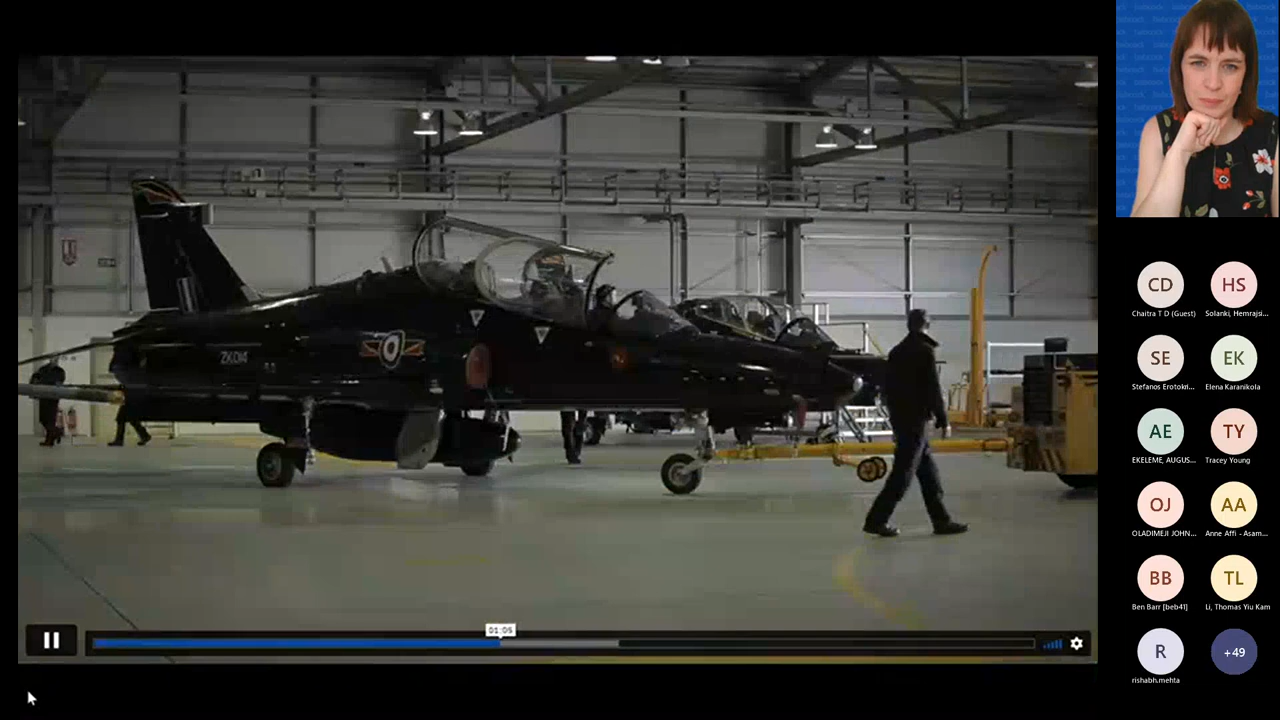 babcock
ZK014
01:05
CD
HS
Chaitra T D (Guest)
Solanki, Hemrajsi...
SE
EK
Stefanos Erotokri...
Elena Karanikola
AE
TY
EKELEME, AUGUS...
Tracey Young
OJ
AA
OLADIMEJI JOHN...
Anne Affi - Asam...
BB
TL
Ben Barr [beb41]
Li, Thomas Yiu Kam
R
+49
rishabh.mehta